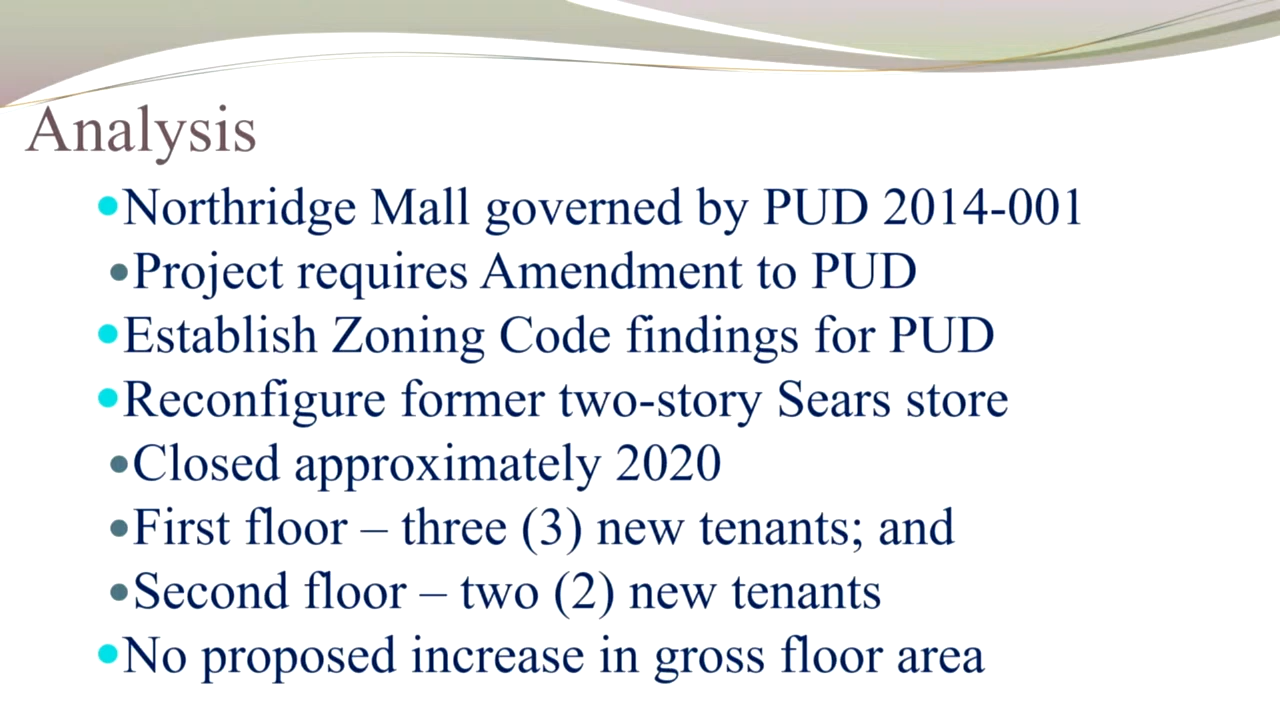 Analysis
•Northridge Mall governed by PUD 2014-001
•Project requires Amendment to PUD
•Establish Zoning Code findings for PUD
•Reconfigure former two-story Sears store
•Closed approximately 2020
•First floor – three (3) new tenants; and
•Second floor – two (2) new tenants
•No proposed increase in gross floor area